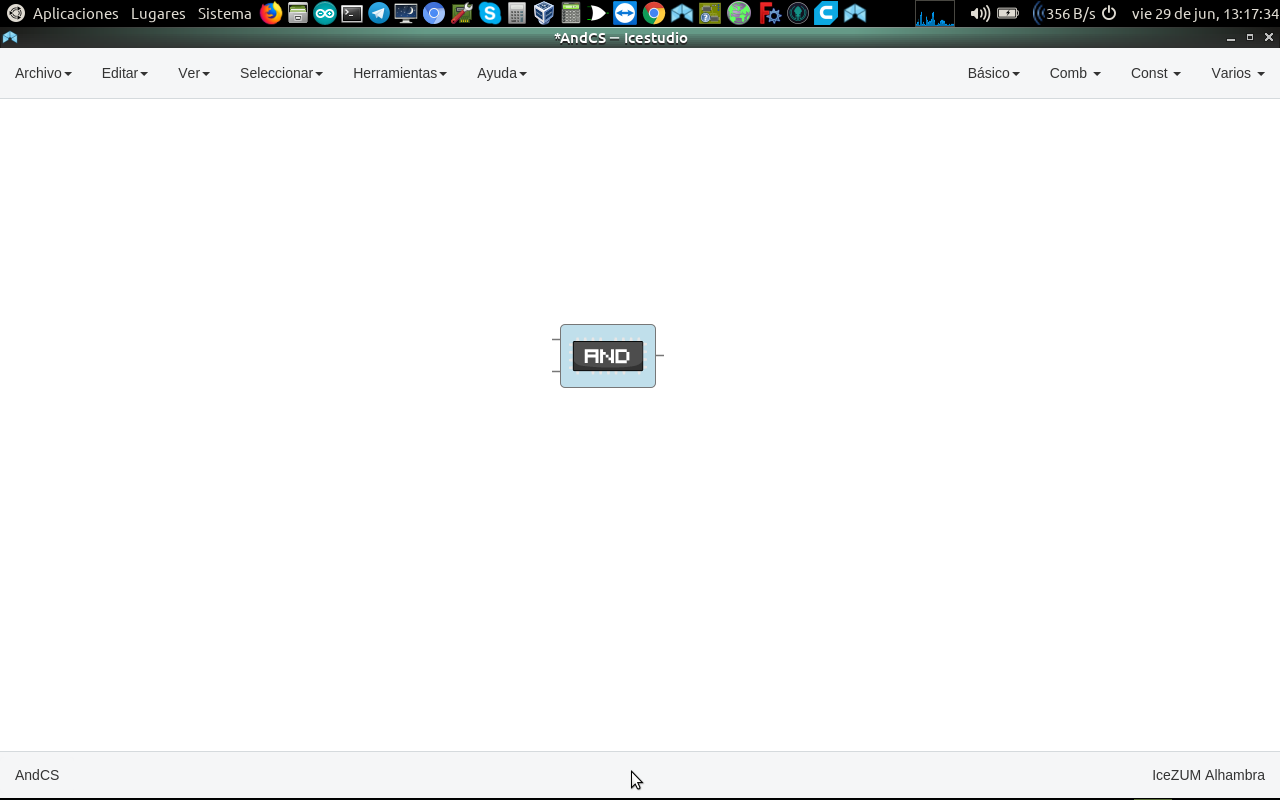 Aplicaciones Lugares Sistema 356 B/s vie 29 de jun, 13:17:34
*AndCS – Icestudio
Archivo Editar Ver Seleccionar Herramientas Ayuda Básico Comb Const Varios
AND
AndCS IceZUM Alhambra